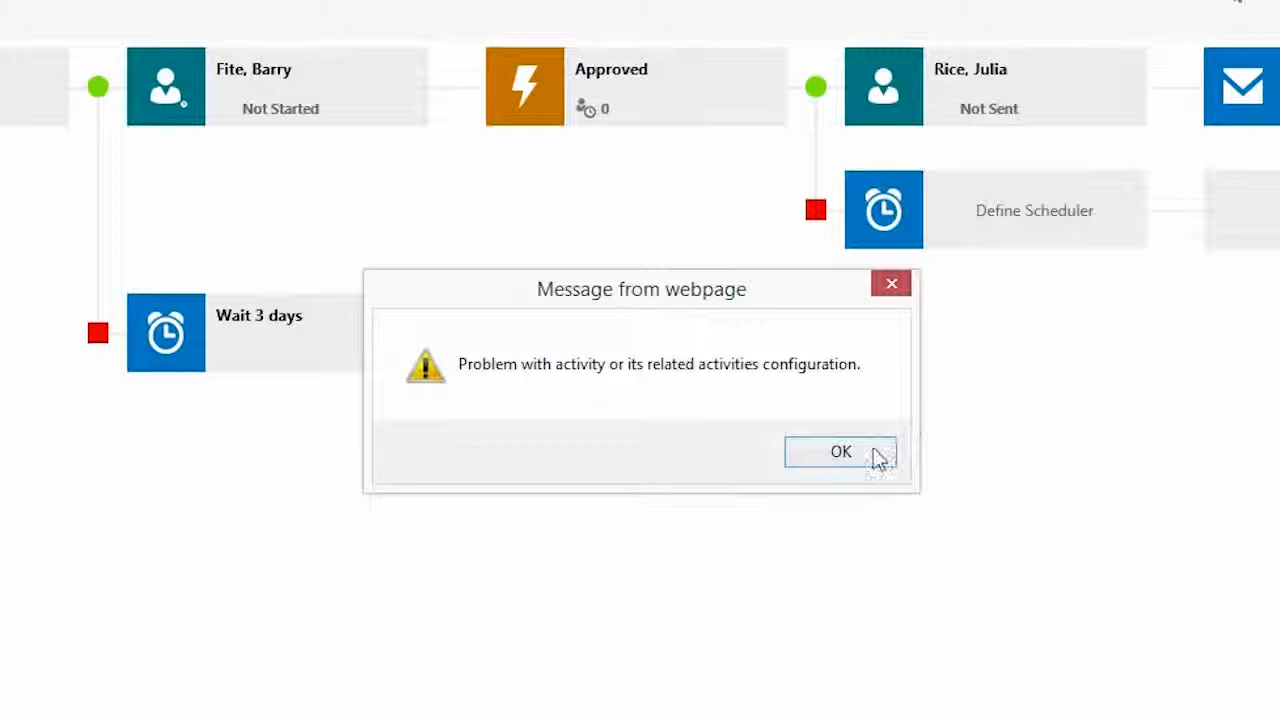 Fite, Barry
Not Started
Approved
0
Rice, Julia
Not Sent
Define Scheduler
Wait 3 days
Message from webpage
Problem with activity or its related activities configuration.
OK